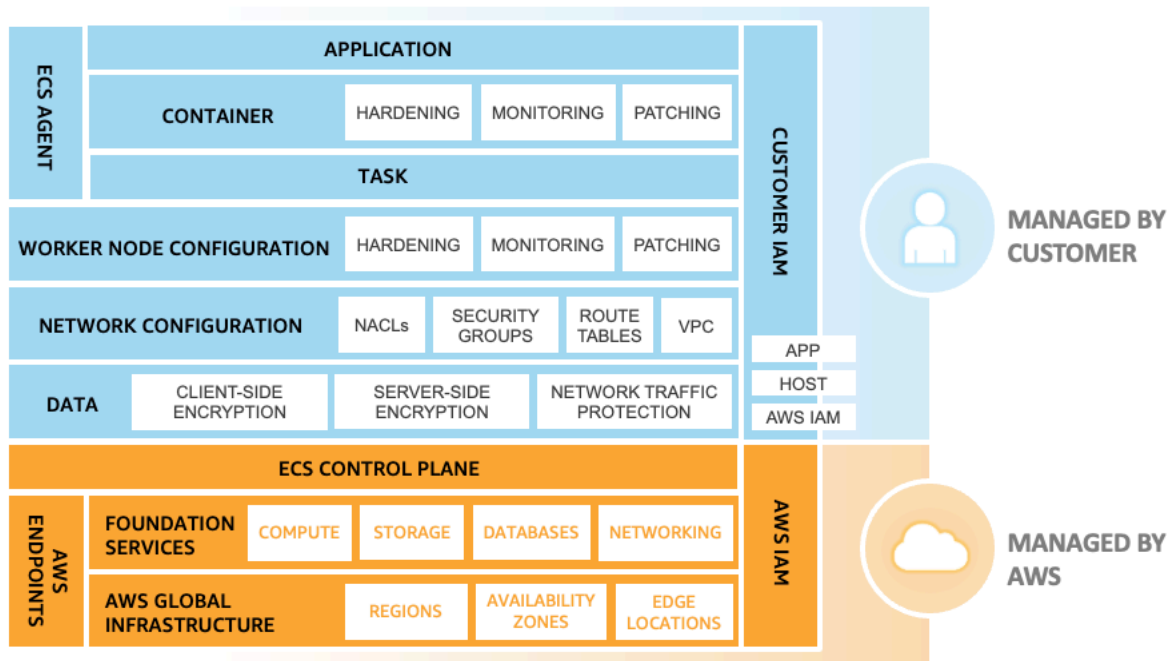 APPLICATION
ECS AGENT
CONTAINER
HARDENING
MONITORING
PATCHING
TASK
WORKER NODE CONFIGURATION
HARDENING
MONITORING
PATCHING
NETWORK CONFIGURATION
NACLs
SECURITY
GROUPS
ROUTE
TABLES
VPC
DATA
CLIENT-SIDE
ENCRYPTION
SERVER-SIDE
ENCRYPTION
NETWORK TRAFFIC
PROTECTION
CUSTOMER IAM
APP
HOST
AWS IAM
MANAGED BY
CUSTOMER
ECS CONTROL PLANE
AWS
ENDPOINTS
FOUNDATION
SERVICES
COMPUTE
STORAGE
DATABASES
NETWORKING
AWS GLOBAL
INFRASTRUCTURE
REGIONS
AVAILABILITY
ZONES
EDGE
LOCATIONS
AWS IAM
MANAGED BY
AWS